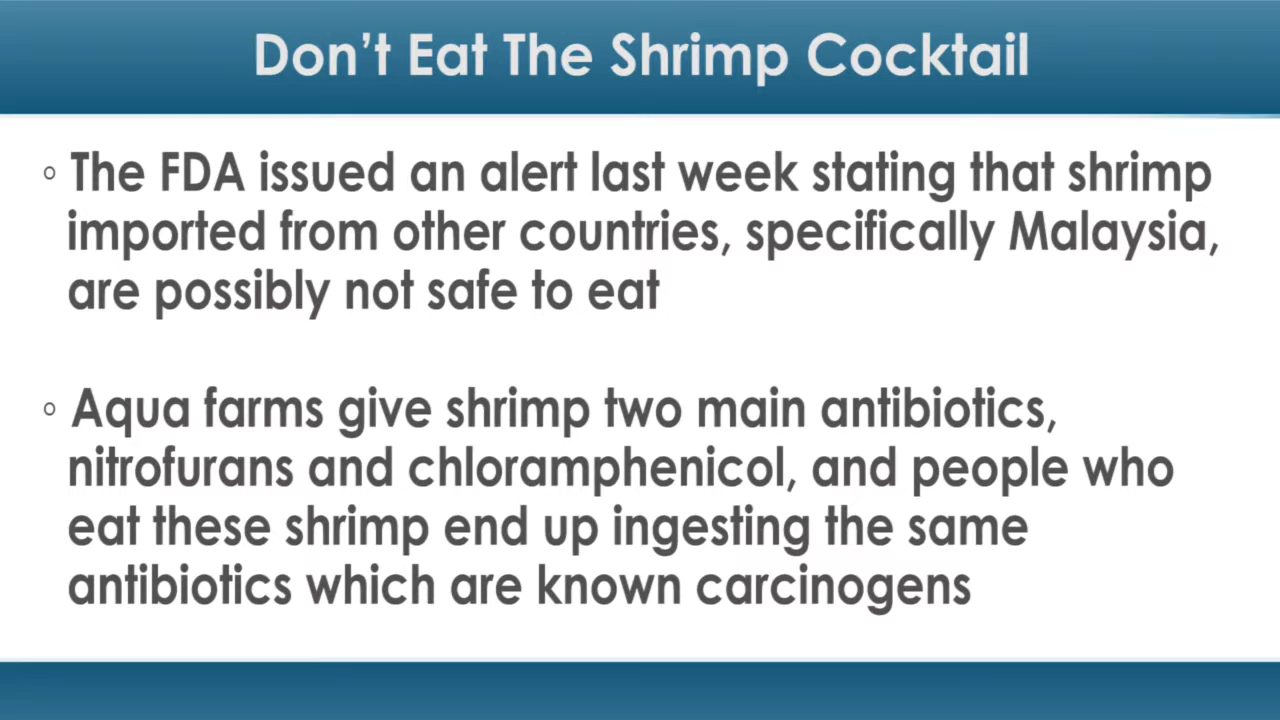 Don’t Eat The Shrimp Cocktail
◦ The FDA issued an alert last week stating that shrimp
imported from other countries, specifically Malaysia,
are possibly not safe to eat
◦ Aqua farms give shrimp two main antibiotics,
nitrofurans and chloramphenicol, and people who
eat these shrimp end up ingesting the same
antibiotics which are known carcinogens